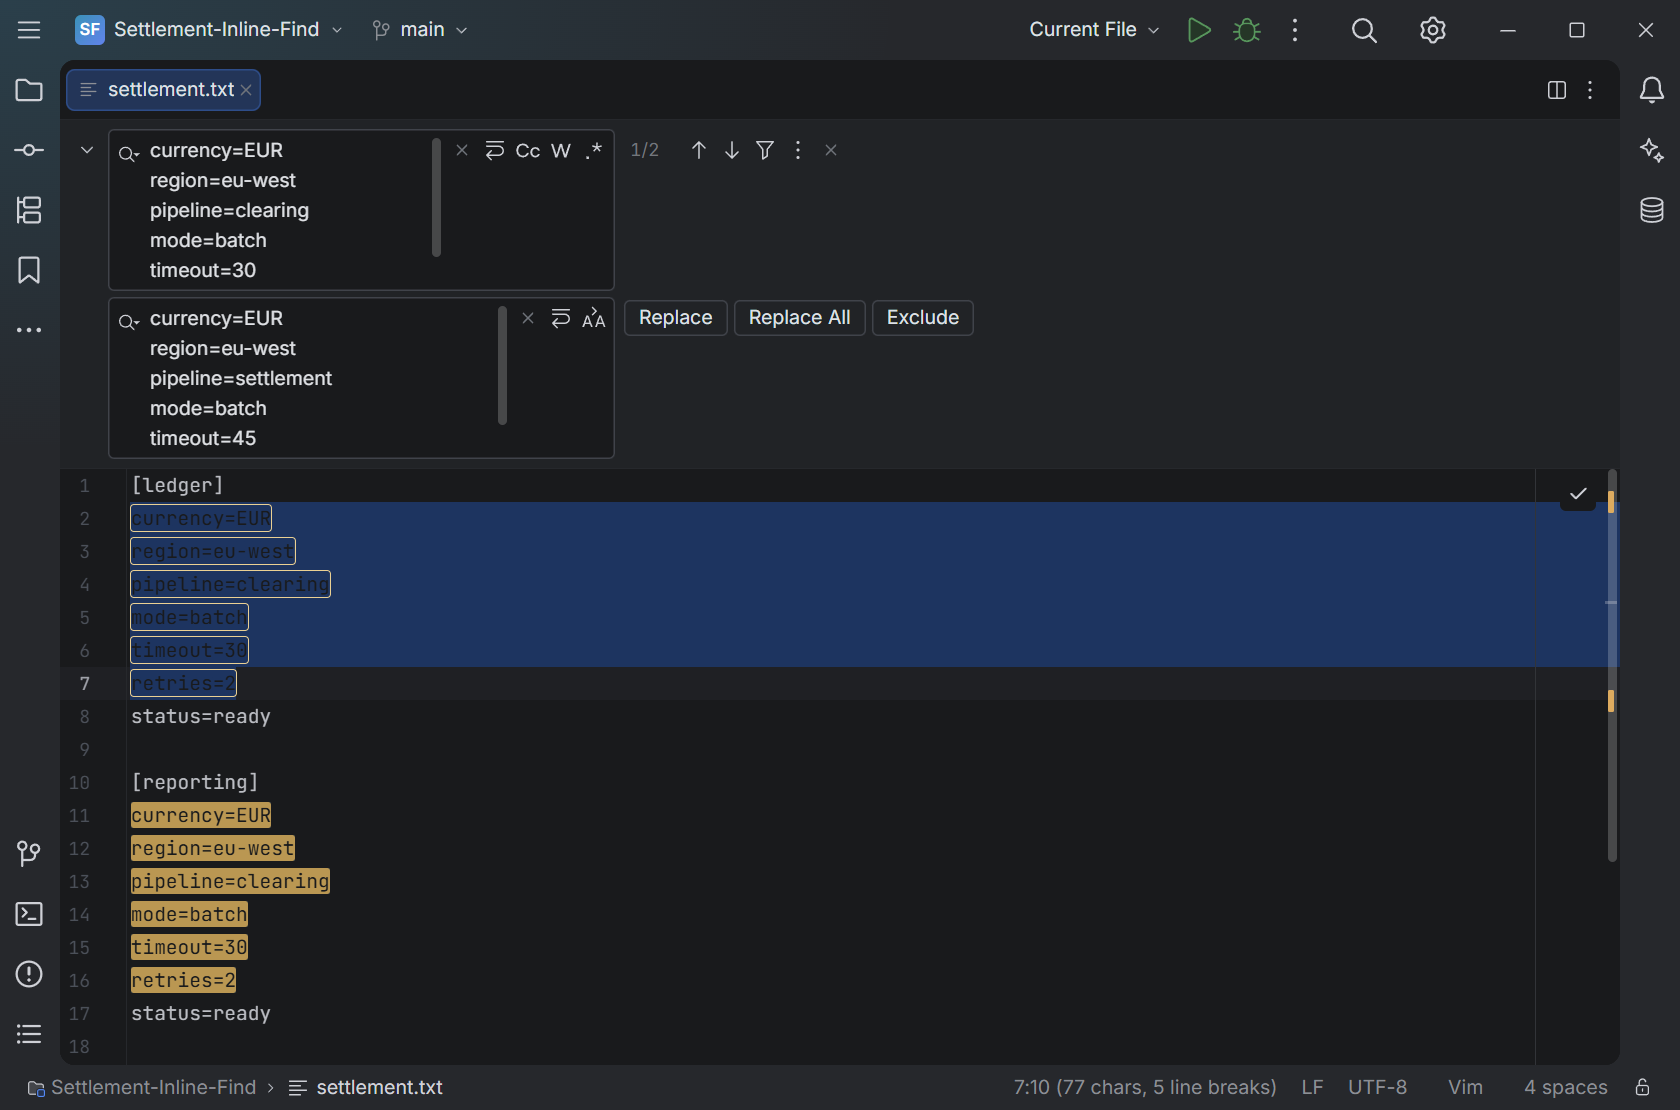 SF Settlement-Inline-Find main Current File
settlement.txt
currency=EUR Cc W .* 1/2
region=eu-west
pipeline=clearing
mode=batch
timeout=30
currency=EUR Replace Replace All Exclude
region=eu-west
pipeline=settlement
mode=batch
timeout=45
1 [ledger]
2 currency=EUR
3 region=eu-west
4 pipeline=clearing
5 mode=batch
6 timeout=30
7 retries=2
8 status=ready
9
10 [reporting]
11 currency=EUR
12 region=eu-west
13 pipeline=clearing
14 mode=batch
15 timeout=30
16 retries=2
17 status=ready
18
Settlement-Inline-Find › settlement.txt 7:10 (77 chars, 5 line breaks) LF UTF-8 Vim 4 spaces